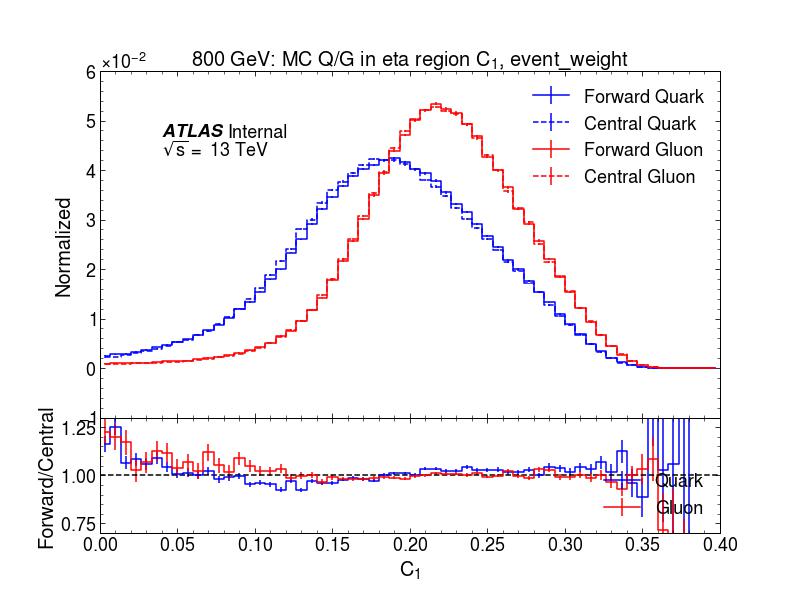 ×10⁻² 800 GeV: MC Q/G in eta region C₁, event_weight
6
5
4
3
2
1
0
−1
Normalized
ATLAS Internal
√s = 13 TeV
Forward Quark
Central Quark
Forward Gluon
Central Gluon
1.25
1.00
0.75
Forward/Central
Quark
Gluon
0.00 0.05 0.10 0.15 0.20 0.25 0.30 0.35 0.40
C₁